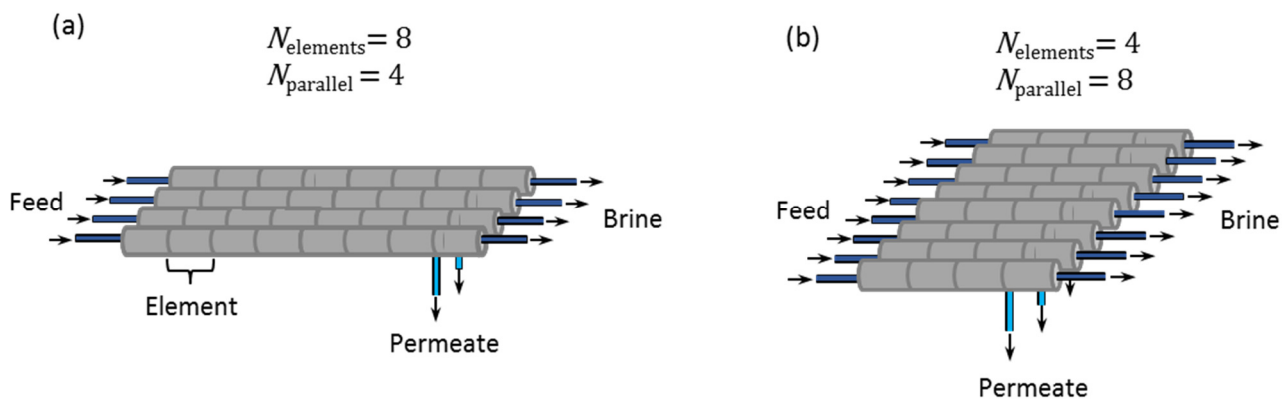 (a)
N_elements = 8
N_parallel = 4
Feed
Brine
Element
Permeate
(b)
N_elements = 4
N_parallel = 8
Feed
Brine
Permeate